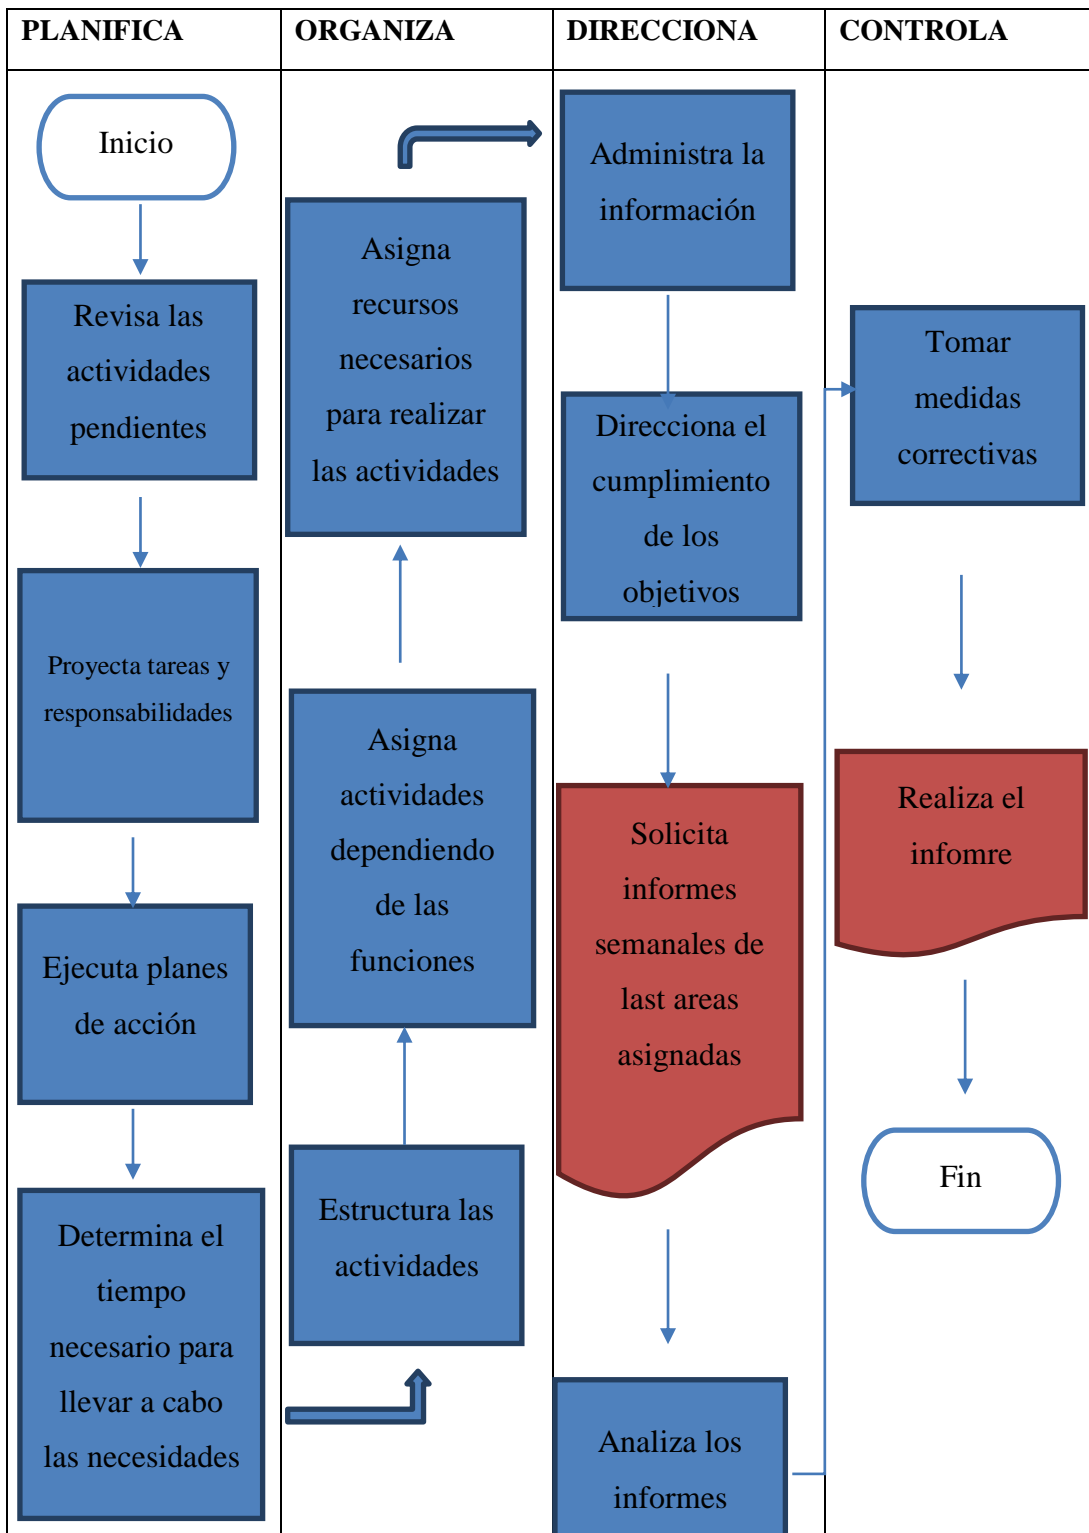 PLANIFICA
ORGANIZA
DIRECCIONA
CONTROLA
Inicio
Revisa las
actividades
pendientes
Proyecta tareas y
responsabilidades
Ejecuta planes
de acción
Determina el
tiempo
necesario para
llevar a cabo
las necesidades
Estructura las
actividades
Asigna
actividades
dependiendo
de las
funciones
Asigna
recursos
necesarios
para realizar
las actividades
Administra la
información
Direcciona el
cumplimiento
de los
objetivos
Solicita
informes
semanales de
last areas
asignadas
Analiza los
informes
Tomar
medidas
correctivas
Realiza el
infomre
Fin